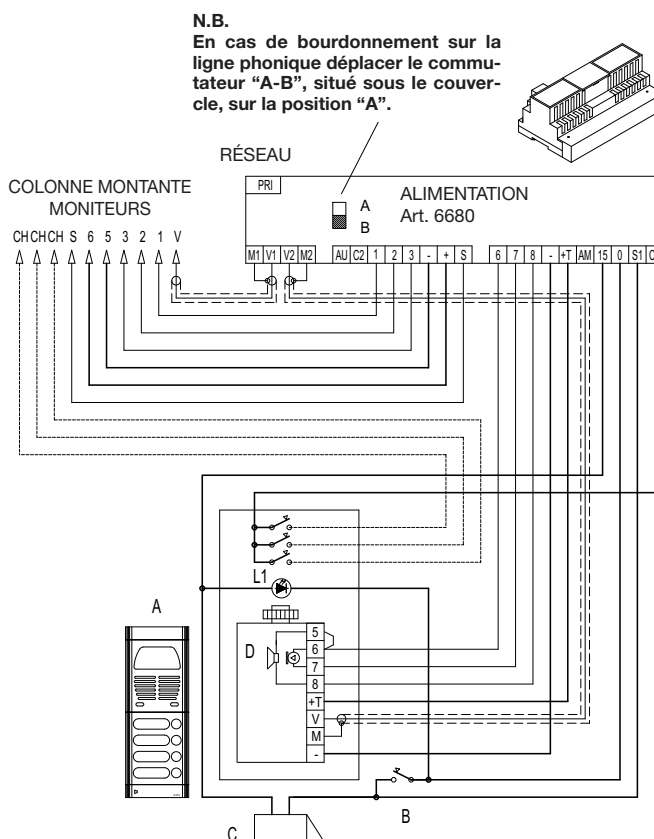 N.B.
En cas de bourdonnement sur la
ligne phonique déplacer le commu-
tateur “A-B”, situé sous le couver-
cle, sur la position “A”.
RÉSEAU
COLONNE MONTANTE
MONITEURS
PRI
A
B
ALIMENTATION
Art. 6680
CH CH CH S 6 5 3 2 1 V
M1 V1 V2 M2 AU C2 1 2 3 - + S 6 7 8 - +T AM 15 0 S1 C
L1
A
D
5
6
7
8
+T
V
M
-
B
C